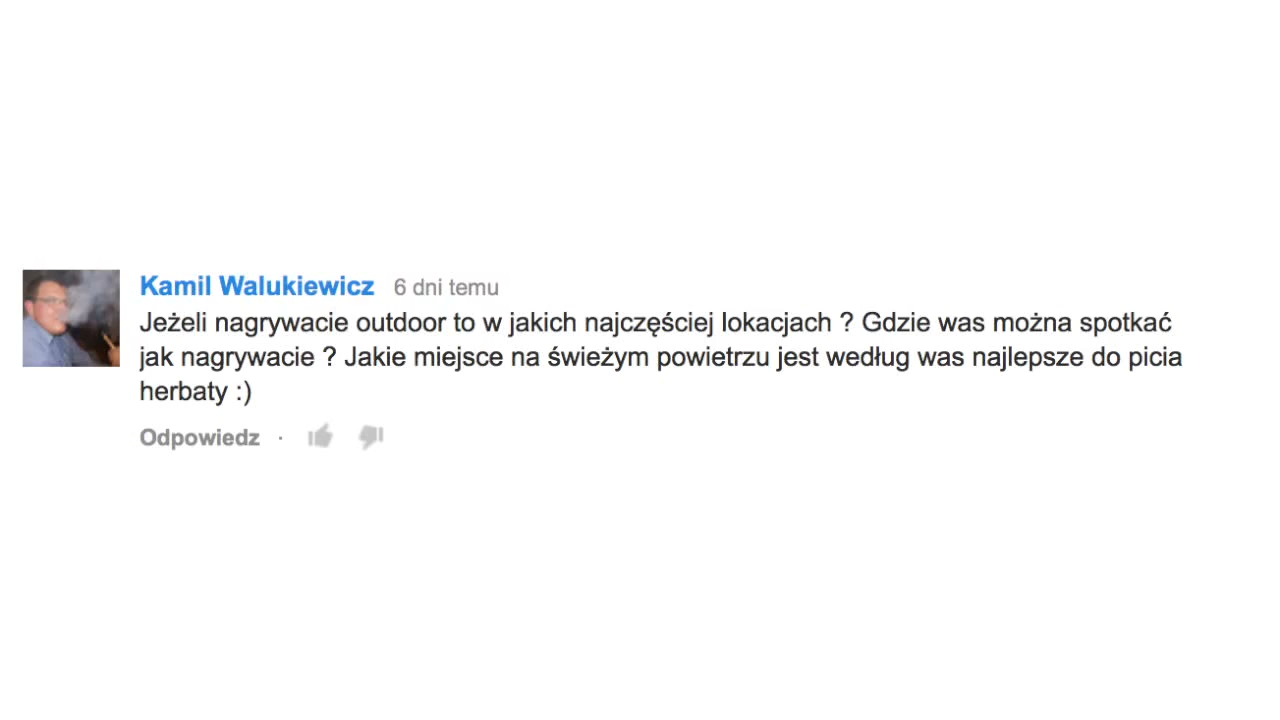 Kamil Walukiewicz 6 dni temu
Jeżeli nagrywacie outdoor to w jakich najczęściej lokacjach ? Gdzie was można spotkać
jak nagrywacie ? Jakie miejsce na świeżym powietrzu jest według was najlepsze do picia
herbaty :)
Odpowiedz ·